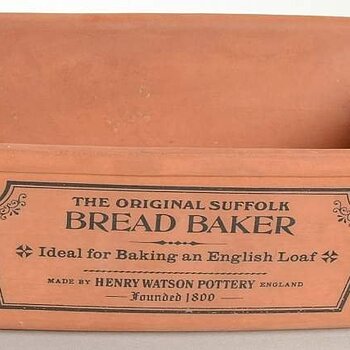 THE ORIGINAL SUFFOLK
BREAD BAKER
Ideal for Baking an English Loaf
MADE BY HENRY WATSON POTTERY ENGLAND
Founded 1800